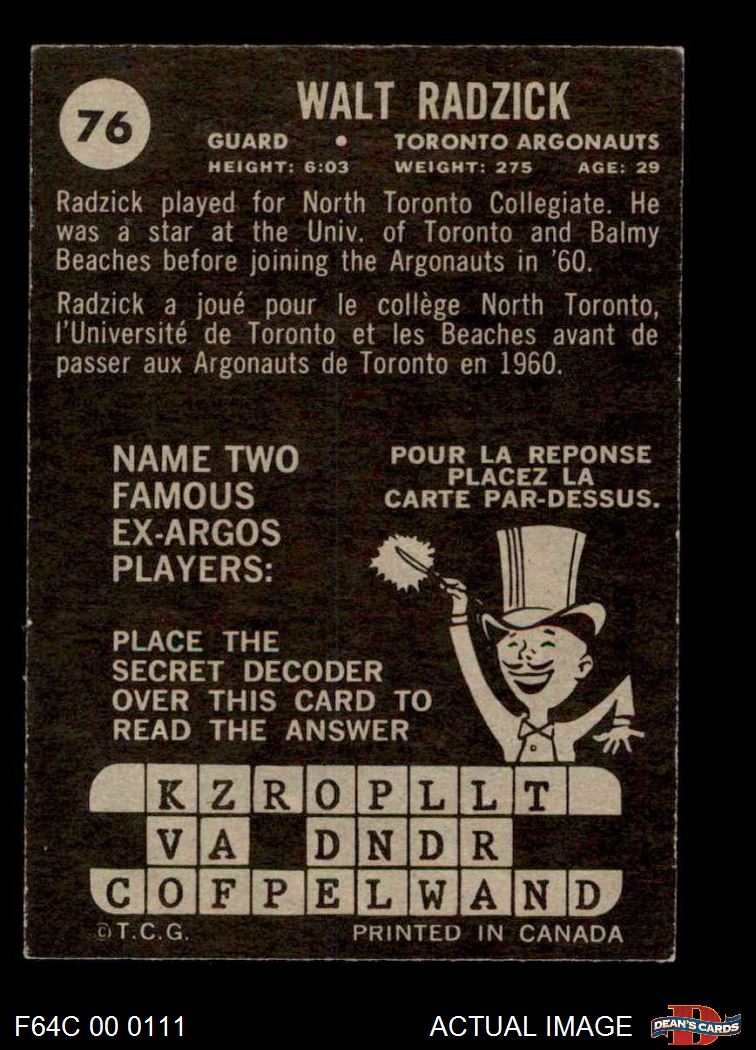 76
WALT RADZICK
GUARD • TORONTO ARGONAUTS
HEIGHT: 6:03 WEIGHT: 275 AGE: 29
Radzick played for North Toronto Collegiate. He
was a star at the Univ. of Toronto and Balmy
Beaches before joining the Argonauts in '60.
Radzick a joué pour le collège North Toronto,
l'Université de Toronto et les Beaches avant de
passer aux Argonauts de Toronto en 1960.
NAME TWO
FAMOUS
EX-ARGOS
PLAYERS:
POUR LA REPONSE
PLACEZ LA
CARTE PAR-DESSUS.
PLACE THE
SECRET DECODER
OVER THIS CARD TO
READ THE ANSWER
K Z R O P L L T
V A D N D R
C O F P E L W A N D
© T.C.G. PRINTED IN CANADA
F64C 00 0111 ACTUAL IMAGE
D
DEAN'S CARDS